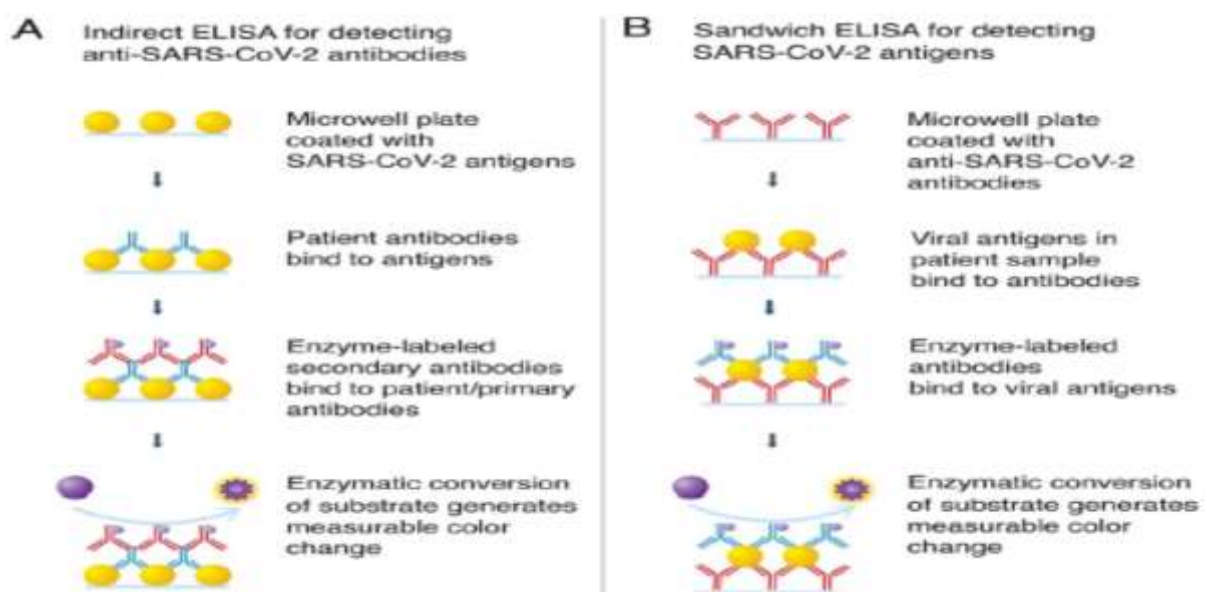 A
Indirect ELISA for detecting
anti-SARS-CoV-2 antibodies
Microwell plate
coated with
SARS-CoV-2 antigens
Patient antibodies
bind to antigens
Enzyme-labeled
secondary antibodies
bind to patient/primary
antibodies
Enzymatic conversion
of substrate generates
measurable color
change
B
Sandwich ELISA for detecting
SARS-CoV-2 antigens
Microwell plate
coated with
anti-SARS-CoV-2
antibodies
Viral antigens in
patient sample
bind to antibodies
Enzyme-labeled
antibodies
bind to viral antigens
Enzymatic conversion
of substrate generates
measurable color
change